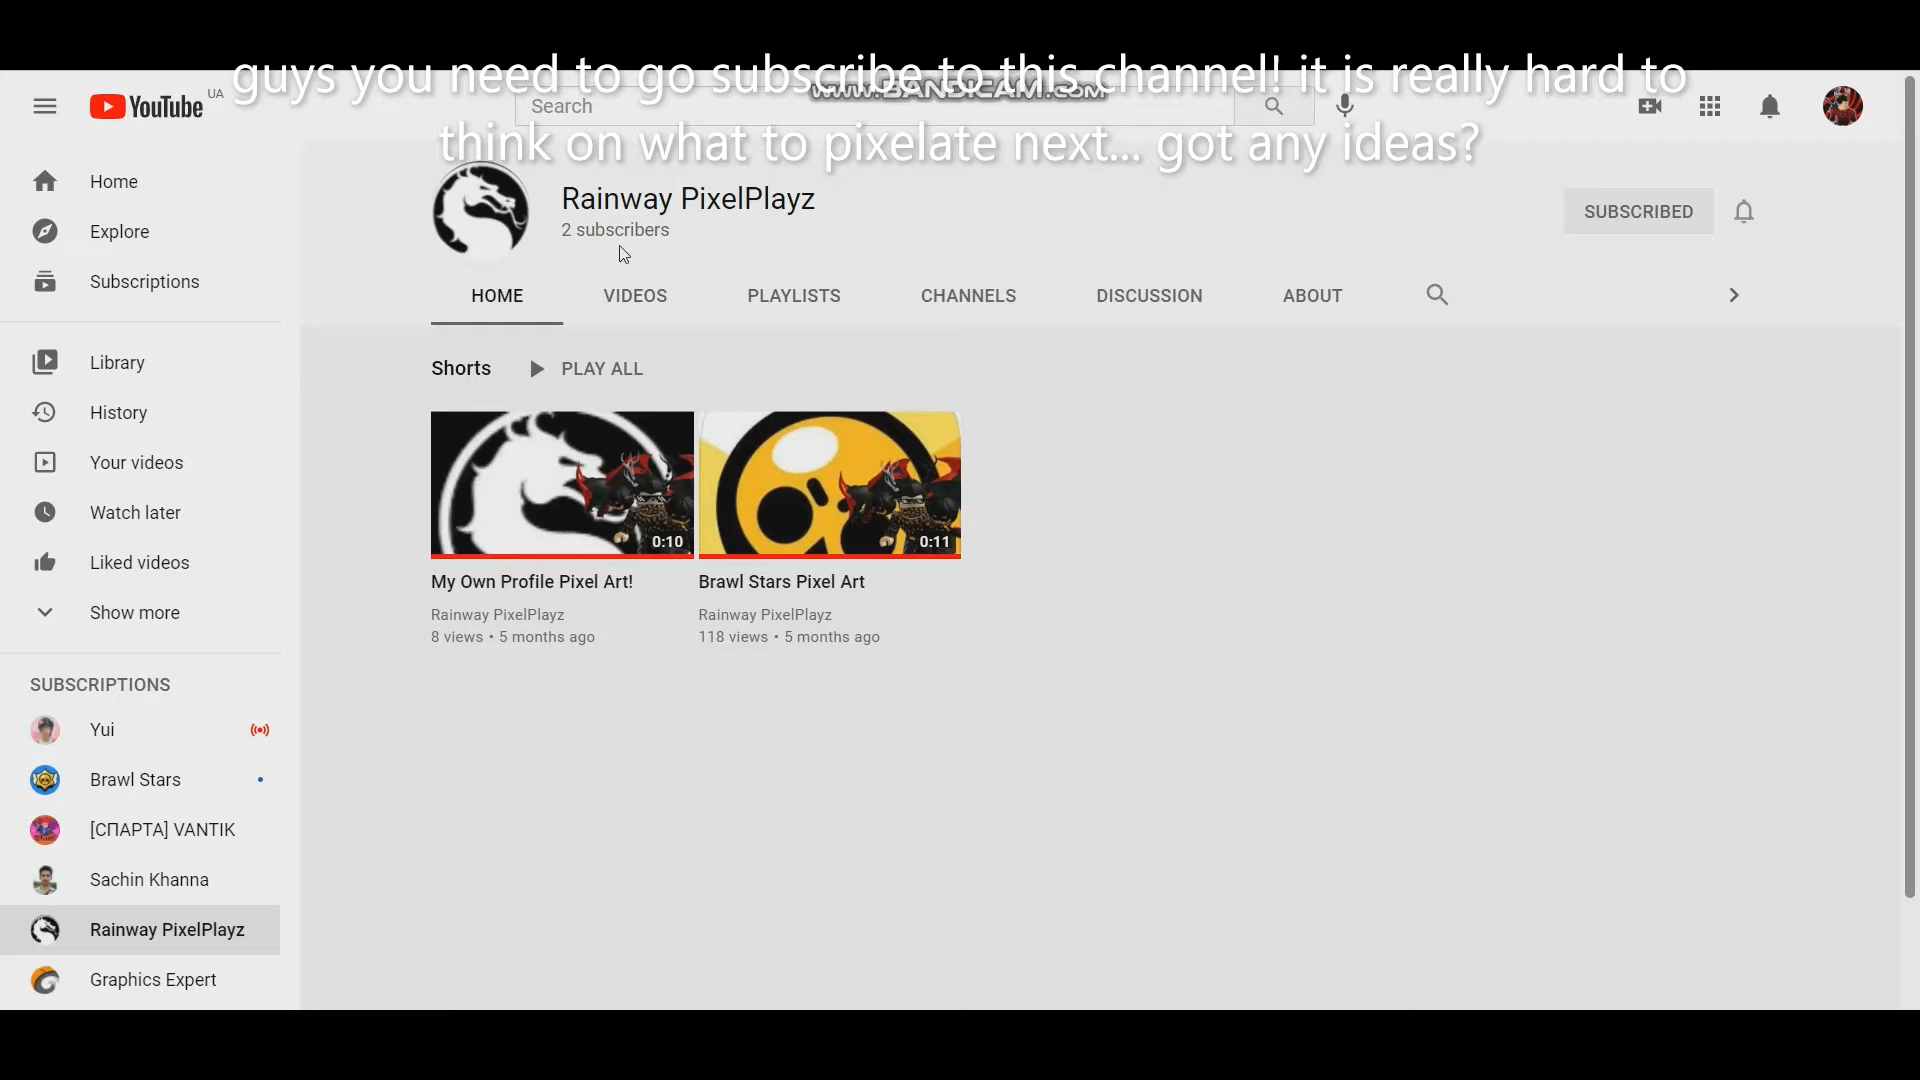 guys you need to go subscribe to this channel! it is really hard to
think on what to pixelate next... got any ideas?
www.BANDICAM.com
YouTube UA
Search
Home
Explore
Subscriptions
Library
History
Your videos
Watch later
Liked videos
Show more
SUBSCRIPTIONS
Yui
Brawl Stars
[СПАРТА] VANTIK
Sachin Khanna
Rainway PixelPlayz
Graphics Expert
Rainway PixelPlayz
2 subscribers
SUBSCRIBED
HOME VIDEOS PLAYLISTS CHANNELS DISCUSSION ABOUT
Shorts PLAY ALL
0:10
My Own Profile Pixel Art!
Rainway PixelPlayz
8 views • 5 months ago
0:11
Brawl Stars Pixel Art
Rainway PixelPlayz
118 views • 5 months ago